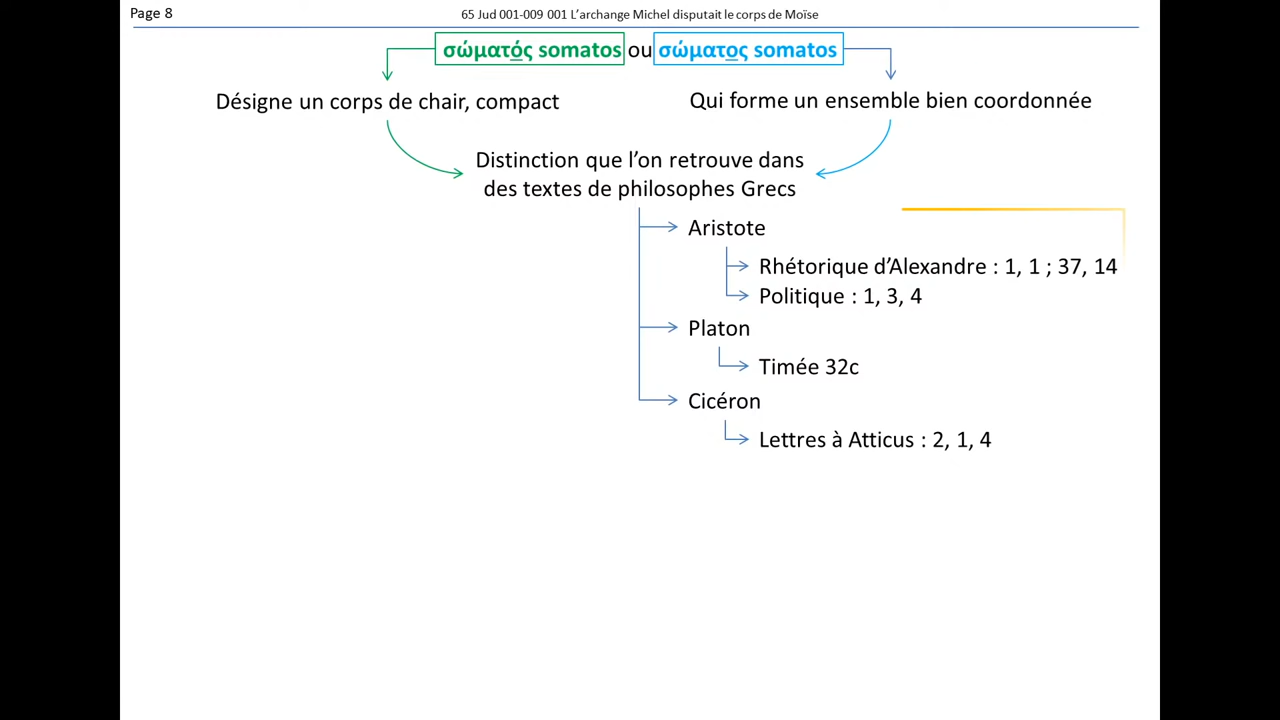 Page 8
65 Jud 001-009 001 L’archange Michel disputait le corps de Moïse
σώματός somatos ou σώματος somatos
Désigne un corps de chair, compact
Qui forme un ensemble bien coordonnée
Distinction que l’on retrouve dans
des textes de philosophes Grecs
Aristote
Rhétorique d’Alexandre : 1, 1 ; 37, 14
Politique : 1, 3, 4
Platon
Timée 32c
Cicéron
Lettres à Atticus : 2, 1, 4